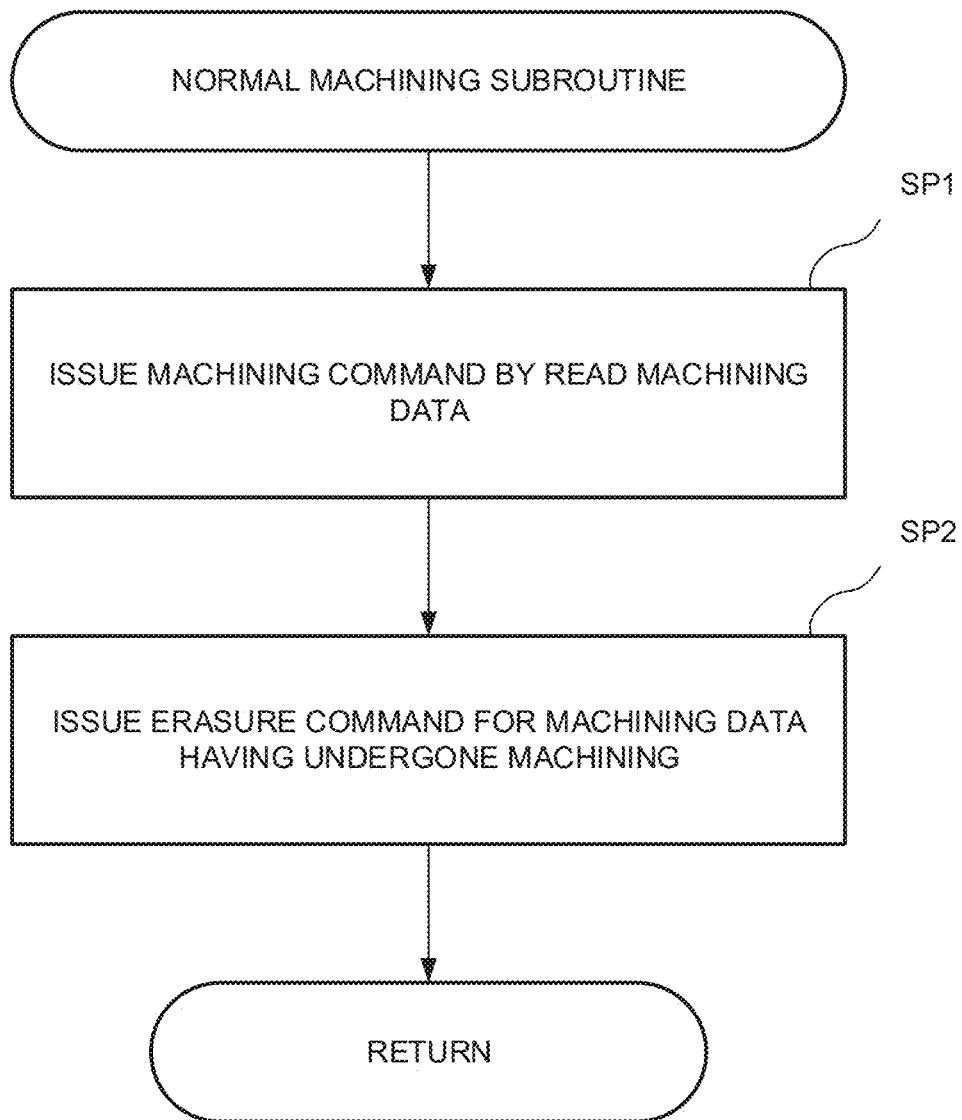 NORMAL MACHINING SUBROUTINE
SP1
ISSUE MACHINING COMMAND BY READ MACHINING
DATA
SP2
ISSUE ERASURE COMMAND FOR MACHINING DATA
HAVING UNDERGONE MACHINING
RETURN